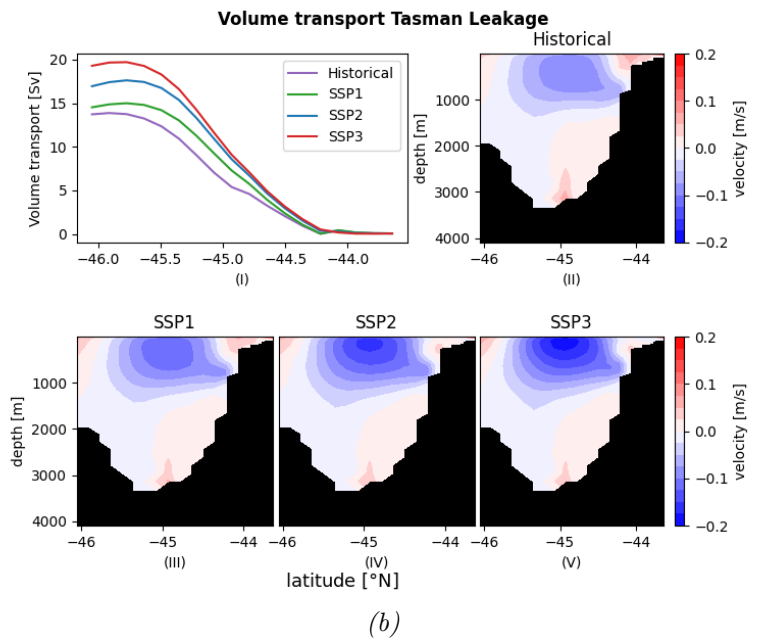 Volume transport Tasman Leakage
Historical
20
15
10
5
0
Volume transport [Sv]
Historical
SSP1
SSP2
SSP3
−46.0 −45.5 −45.0 −44.5 −44.0
(I)
1000
2000
3000
4000
depth [m]
−46 −45 −44
(II)
0.2
0.1
0.0
−0.1
−0.2
velocity [m/s]
SSP1 SSP2 SSP3
1000
2000
3000
4000
depth [m]
−46 −45 −44
(III)
−46 −45 −44
(IV)
−46 −45 −44
(V)
0.2
0.1
0.0
−0.1
−0.2
velocity [m/s]
latitude [°N]
(b)